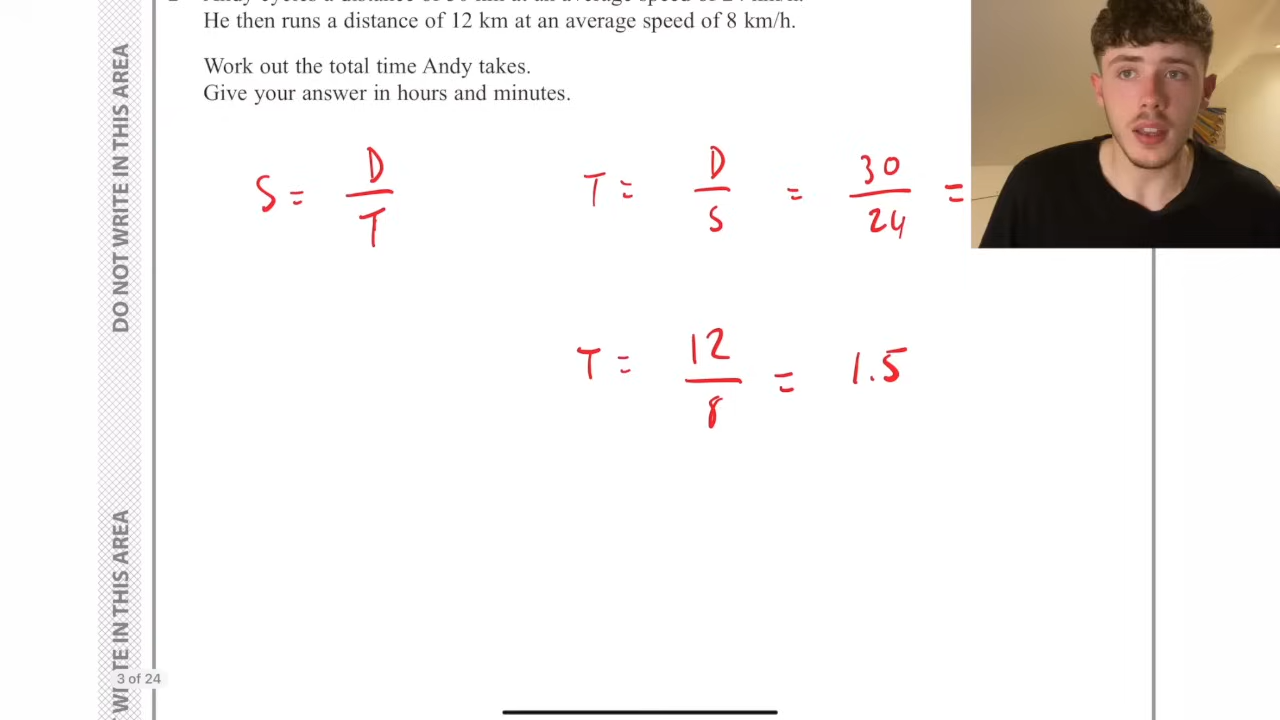 He then runs a distance of 12 km at an average speed of 8 km/h.
Work out the total time Andy takes.
Give your answer in hours and minutes.
S = D/T
T = D/S = 30/24 =
T = 12/8 = 1.5
DO NOT WRITE IN THIS AREA
IN THIS AREA
3 of 24